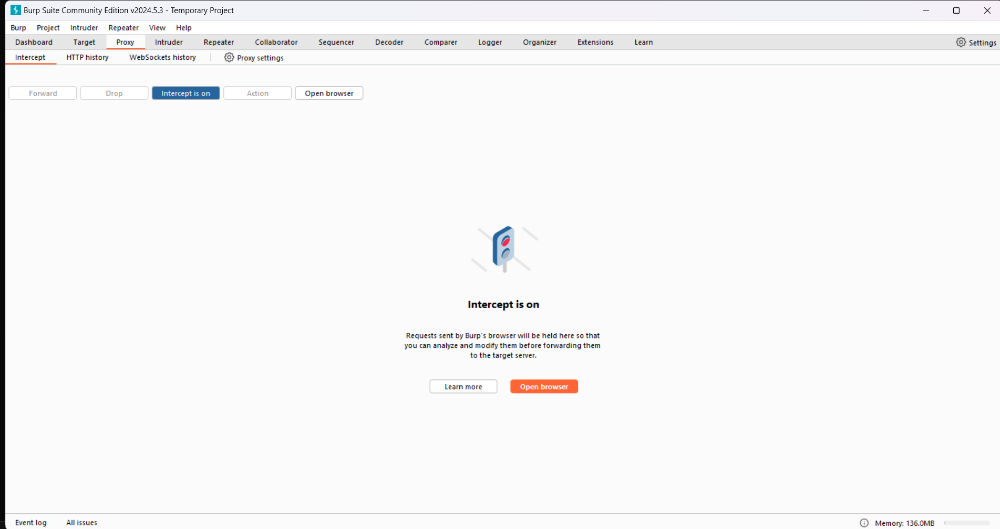 Burp Suite Community Edition v2024.5.3 - Temporary Project
Burp Project Intruder Repeater View Help
Dashboard Target Proxy Intruder Repeater Collaborator Sequencer Decoder Comparer Logger Organizer Extensions Learn Settings
Intercept HTTP history WebSockets history Proxy settings
Forward Drop Intercept is on Action Open browser
Intercept is on
Requests sent by Burp's browser will be held here so that
you can analyze and modify them before forwarding them
to the target server.
Learn more Open browser
Event log All issues Memory: 136.0MB